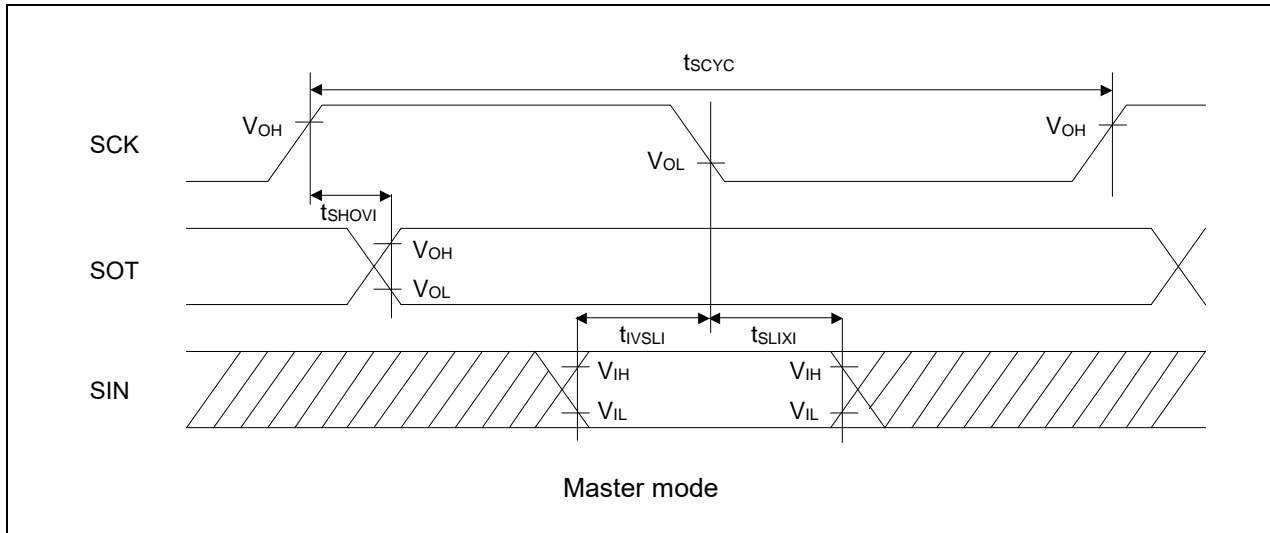 tSCYC
VOH
VOH
SCK
VOL
tSHOVI
VOH
SOT
VOL
tIVSLI
tSLIXI
VIH
VIH
SIN
VIL
VIL
Master mode